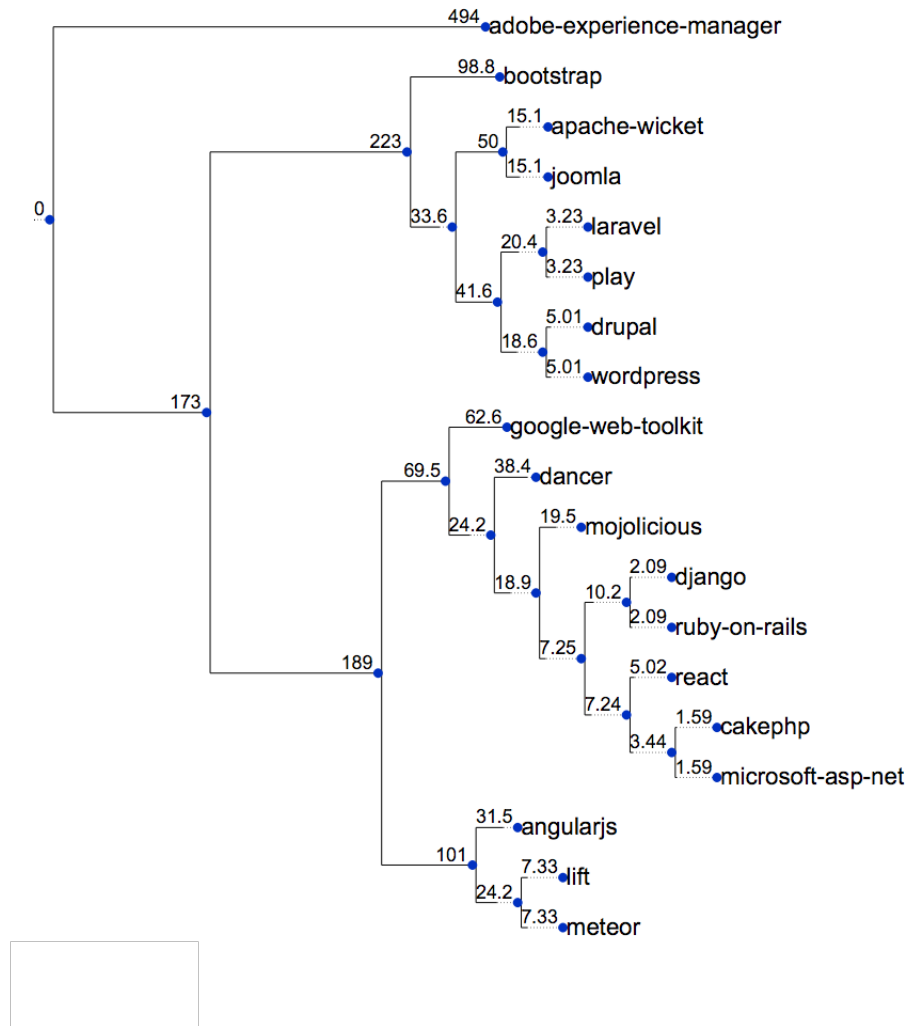 494 adobe-experience-manager
98.8 bootstrap
15.1 apache-wicket
223 50
15.1 joomla
0
33.6 3.23 laravel
20.4
3.23 play
41.6
5.01 drupal
18.6
5.01 wordpress
173
62.6 google-web-toolkit
69.5 38.4 dancer
24.2 19.5 mojolicious
2.09 django
18.9 10.2
2.09 ruby-on-rails
7.25
189 5.02 react
7.24
1.59 cakephp
3.44
1.59 microsoft-asp-net
31.5 angularjs
101
7.33 lift
24.2
7.33 meteor